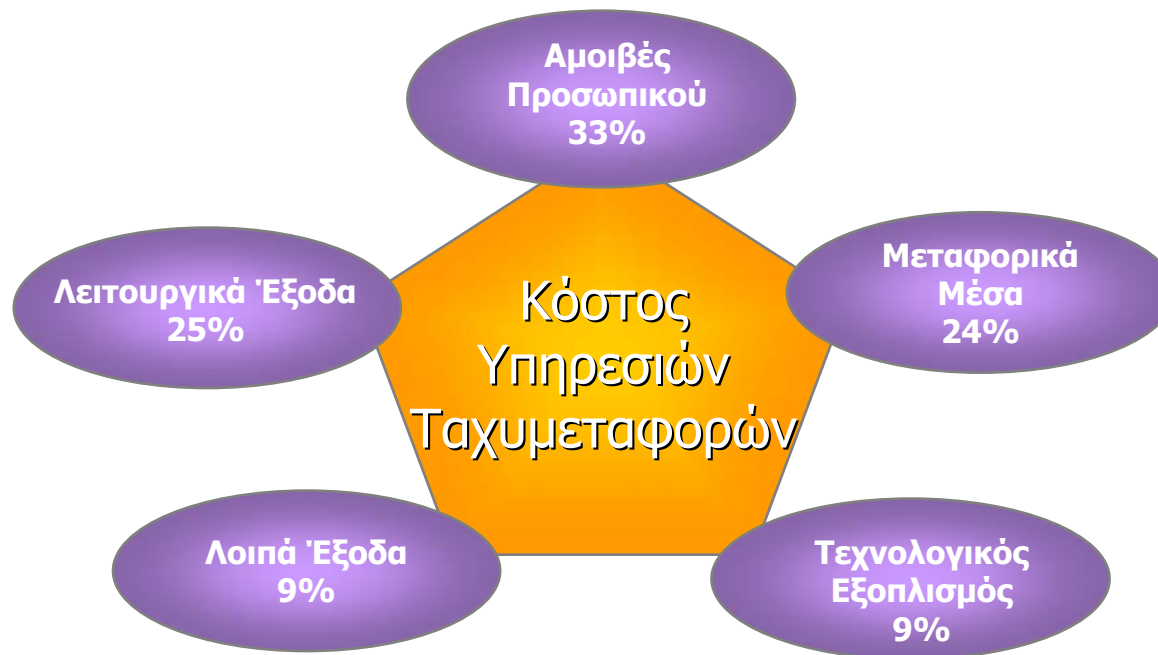 Αμοιβές
Προσωπικού
33%
Λειτουργικά Έξοδα
25%
Μεταφορικά
Μέσα
24%
Κόστος
Υπηρεσιών
Ταχυμεταφορών
Λοιπά Έξοδα
9%
Τεχνολογικός
Εξοπλισμός
9%